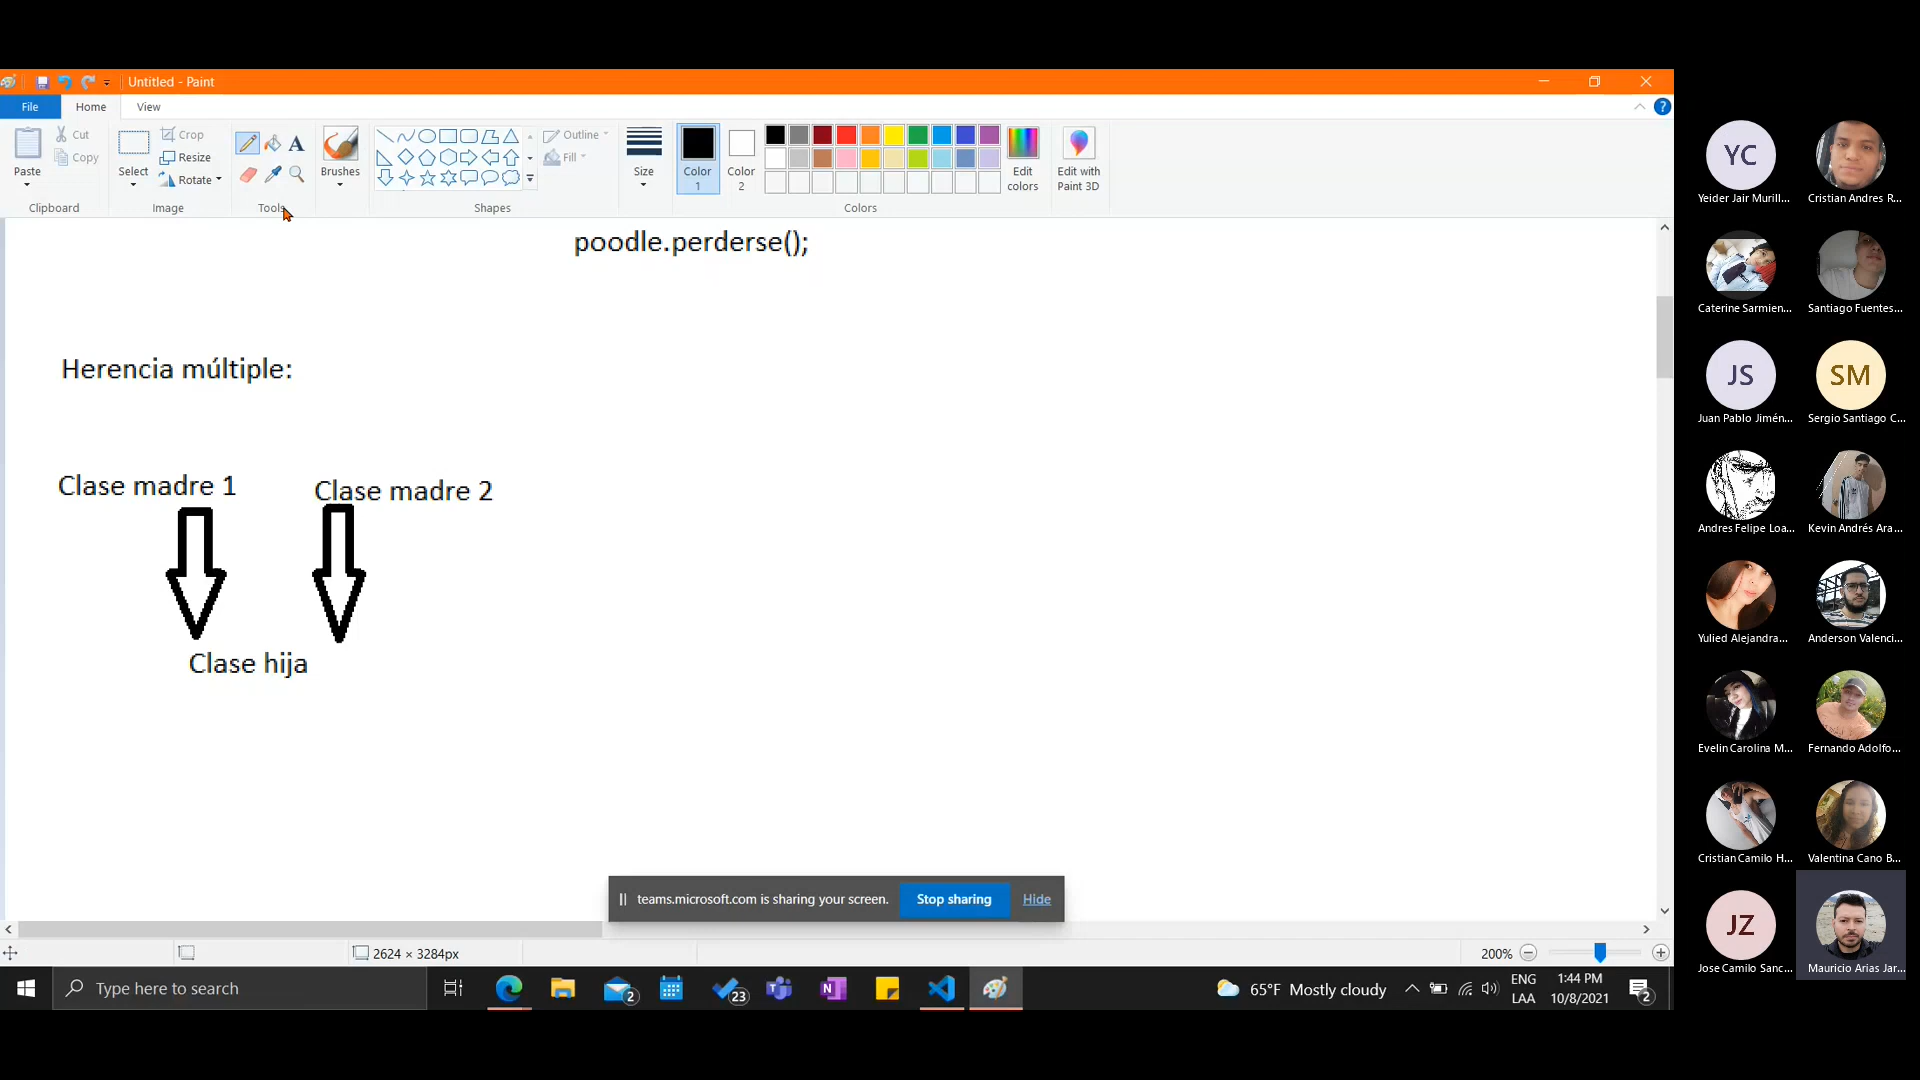 Untitled - Paint
File
Home
View
Paste
Cut
Copy
Clipboard
Select
Crop
Resize
Rotate
Image
A
Tools
Brushes
Shapes
Outline
Fill
Size
Color
1
Color
2
Edit
colors
Edit with
Paint 3D
Colors
?
poodle.perderse();
Herencia múltiple:
Clase madre 1
Clase madre 2
Clase hija
teams.microsoft.com is sharing your screen.
Stop sharing
Hide
2624 × 3284px
200%
Type here to search
2
23
65°F Mostly cloudy
ENG
LAA
1:44 PM
10/8/2021
2
YC
Yeider Jair Murill...
Cristian Andres R...
Caterine Sarmien...
Santiago Fuentes...
JS
Juan Pablo Jimén...
SM
Sergio Santiago C...
Andres Felipe Loa...
Kevin Andrés Ara...
Yulied Alejandra...
Anderson Valenci...
Evelin Carolina M...
Fernando Adolfo...
Cristian Camilo H...
Valentina Cano B...
JZ
Jose Camilo Sanc...
Mauricio Arias Jar...